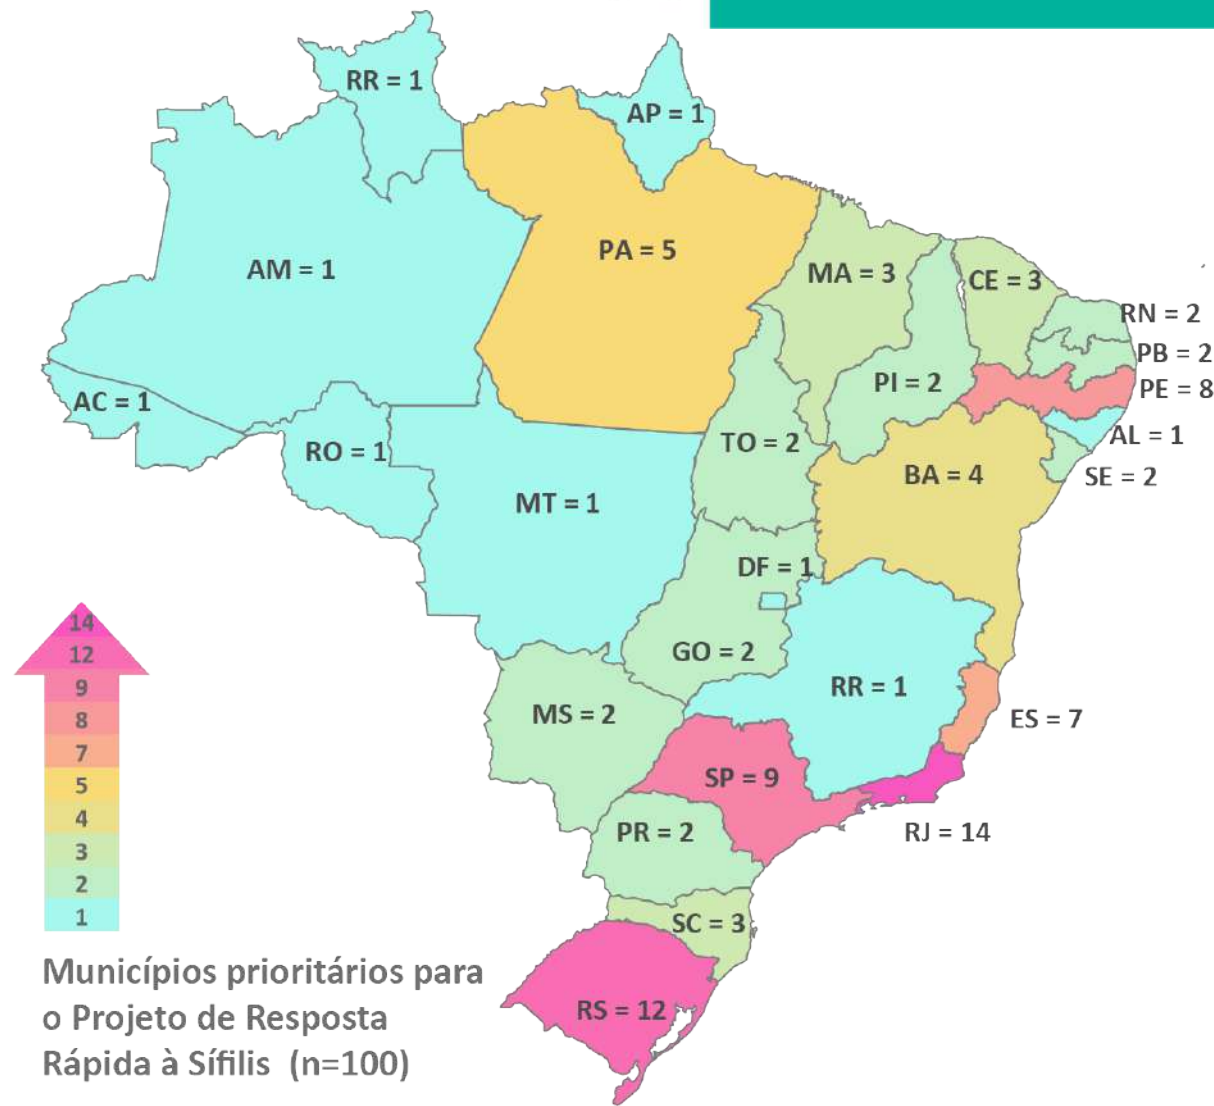 RR = 1
AP = 1
AM = 1
PA = 5
MA = 3
CE = 3
RN = 2
PB = 2
PI = 2
PE = 8
AC = 1
AL = 1
RO = 1
TO = 2
BA = 4
SE = 2
MT = 1
DF = 1
GO = 2
RR = 1
MS = 2
ES = 7
SP = 9
PR = 2
RJ = 14
SC = 3
RS = 12
14
12
9
8
7
5
4
3
2
1
Municípios prioritários para
o Projeto de Resposta
Rápida à Sífilis (n=100)